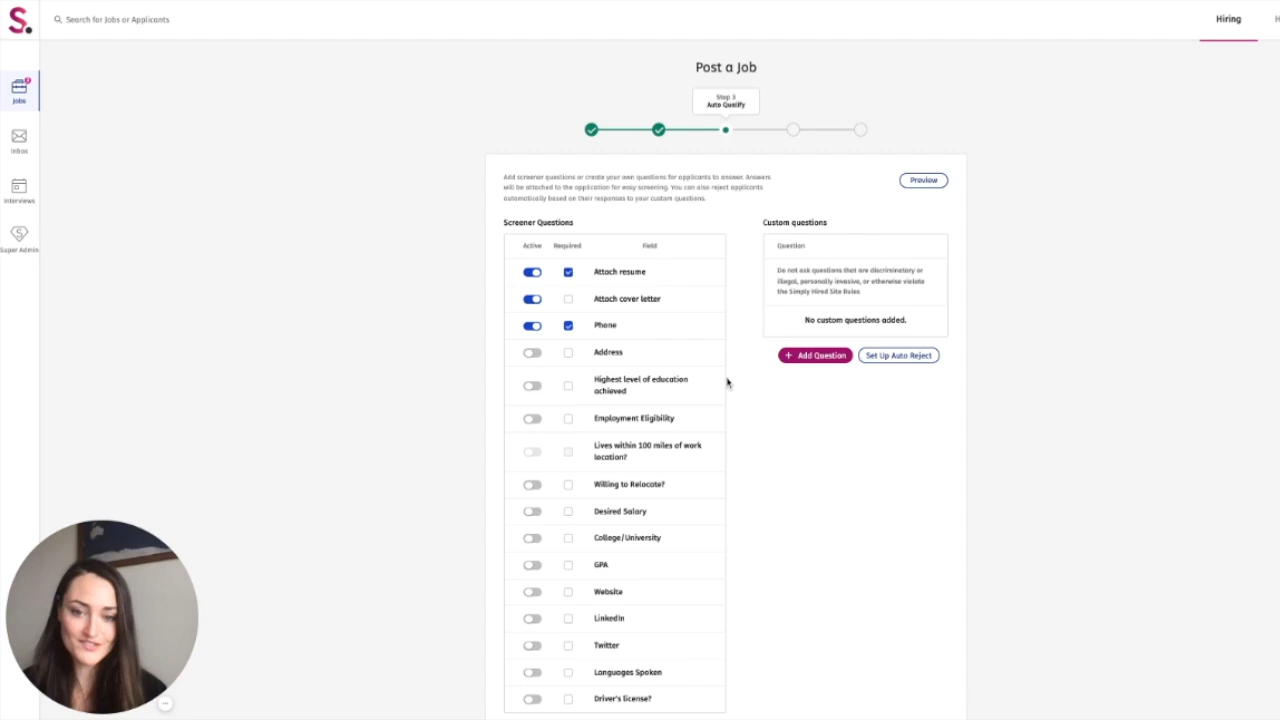 S.
Search for Jobs or Applicants
Hiring
H
Jobs
Inbox
Interviews
Super Admin
Post a Job
Step 3
Auto Qualify
Add screener questions or create your own questions for applicants to answer. Answers
will be attached to the application for easy screening. You can also reject applicants
automatically based on their responses to your custom questions.
Preview
Screener Questions
Active Required Field
Attach resume
Attach cover letter
Phone
Address
Highest level of education
achieved
Employment Eligibility
Lives within 100 miles of work
location?
Willing to Relocate?
Desired Salary
College/University
GPA
Website
LinkedIn
Twitter
Languages Spoken
Driver's license?
Custom questions
Question
Do not ask questions that are discriminatory or
illegal, personally invasive, or otherwise violate
the Simply Hired Site Rules
No custom questions added.
+ Add Question
Set Up Auto Reject